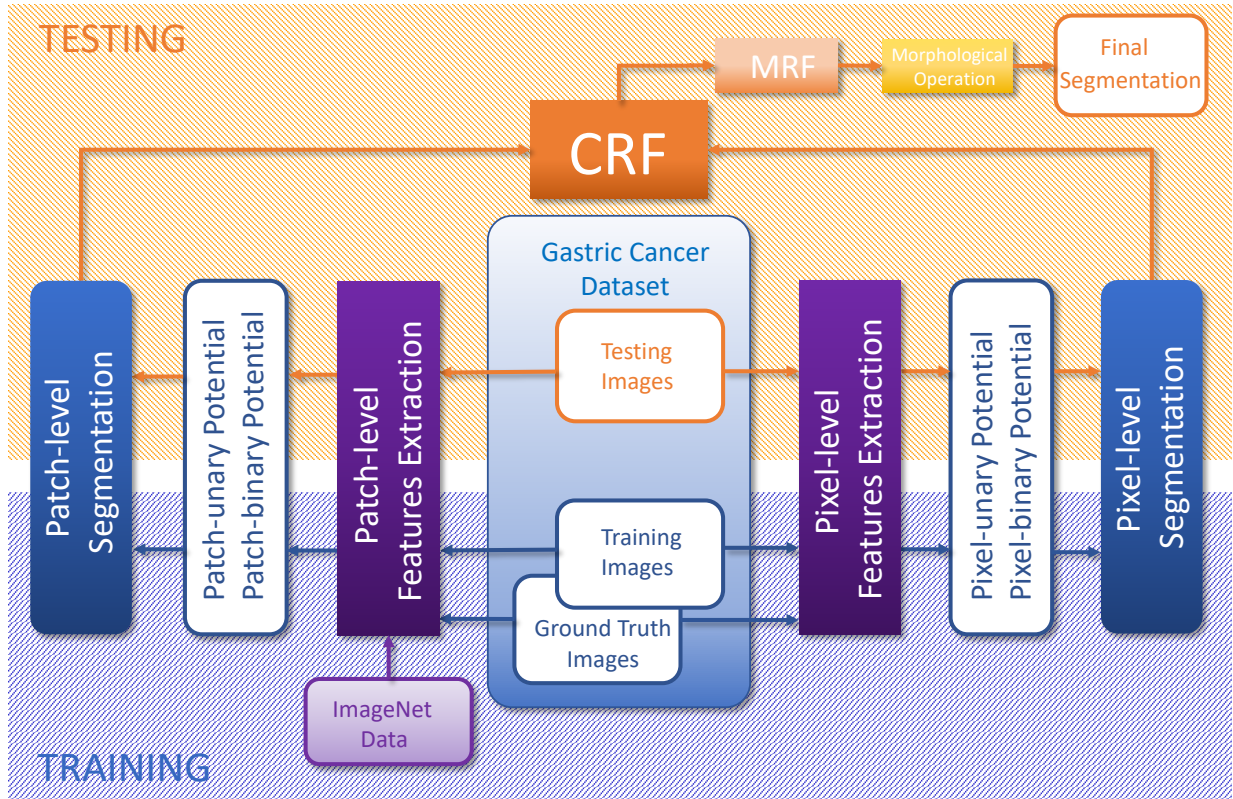 TESTING
MRF
Morphological
Operation
Final
Segmentation
CRF
Gastric Cancer
Dataset
Testing
Images
Training
Images
Ground Truth
Images
Patch-level
Segmentation
Patch-unary Potential
Patch-binary Potential
Patch-level
Features Extraction
Pixel-level
Features Extraction
Pixel-unary Potential
Pixel-binary Potential
Pixel-level
Segmentation
ImageNet
Data
TRAINING